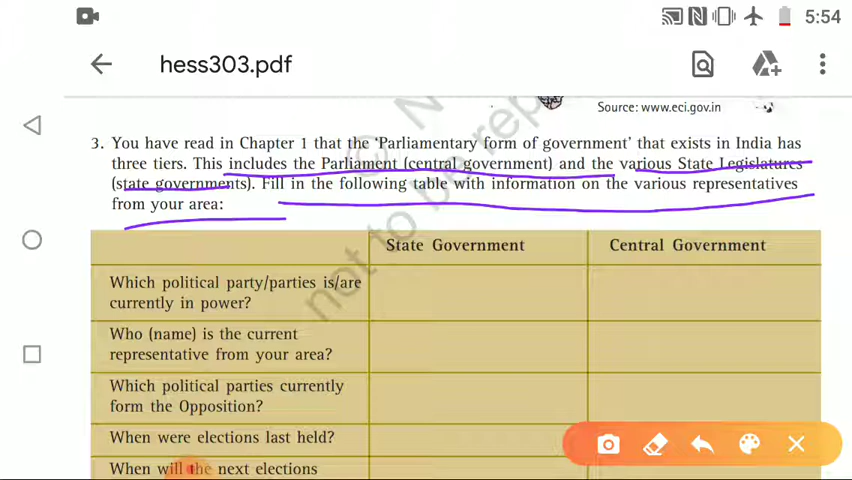 5:54
hess303.pdf
Source: www.eci.gov.in
3. You have read in Chapter 1 that the 'Parliamentary form of government' that exists in India has
three tiers. This includes the Parliament (central government) and the various State Legislatures
(state governments). Fill in the following table with information on the various representatives
from your area:
© N
not to be rep
State Government Central Government
Which political party/parties is/are
currently in power?
Who (name) is the current
representative from your area?
Which political parties currently
form the Opposition?
When were elections last held?
When will the next elections